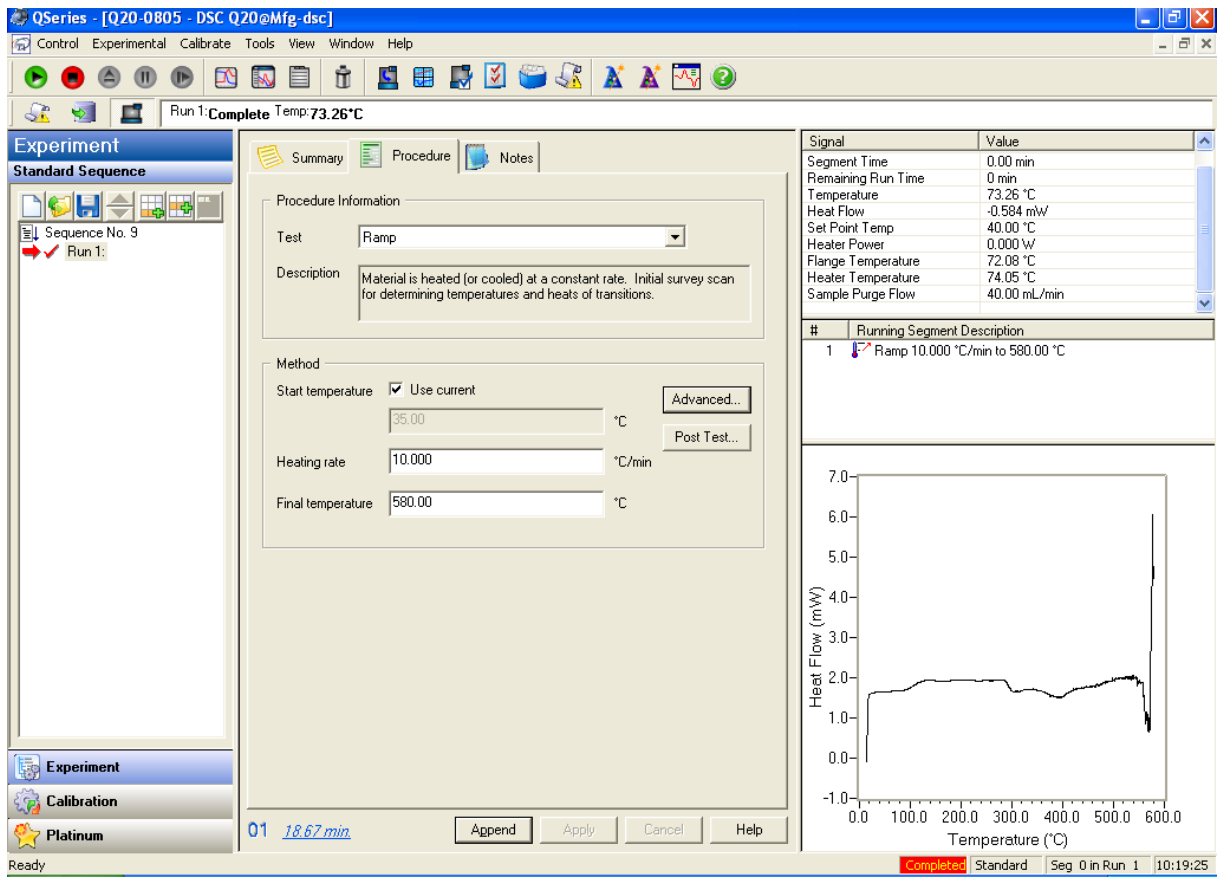 QSeries - [Q20-0805 - DSC Q20@Mfg-dsc]
Control Experimental Calibrate Tools View Window Help
Run 1:Complete Temp:73.26°C
Experiment
Standard Sequence
Sequence No. 9
Run 1:
Summary Procedure Notes
Procedure Information
Test Ramp
Description Material is heated (or cooled) at a constant rate. Initial survey scan
for determining temperatures and heats of transitions.
Method
Start temperature Use current
35.00 °C
Advanced...
Post Test...
Heating rate 10.000 °C/min
Final temperature 580.00 °C
01 18.67 min. Append Apply Cancel Help
Signal Value
Segment Time 0.00 min
Remaining Run Time 0 min
Temperature 73.26 °C
Heat Flow -0.584 mW
Set Point Temp 40.00 °C
Heater Power 0.000 W
Flange Temperature 72.08 °C
Heater Temperature 74.05 °C
Sample Purge Flow 40.00 mL/min
# Running Segment Description
1 Ramp 10.000 °C/min to 580.00 °C
Heat Flow (mW)
7.0
6.0
5.0
4.0
3.0
2.0
1.0
0.0
-1.0
0.0 100.0 200.0 300.0 400.0 500.0 600.0
Temperature (°C)
Experiment
Calibration
Platinum
Ready Completed Standard Seg 0 in Run 1 10:19:25